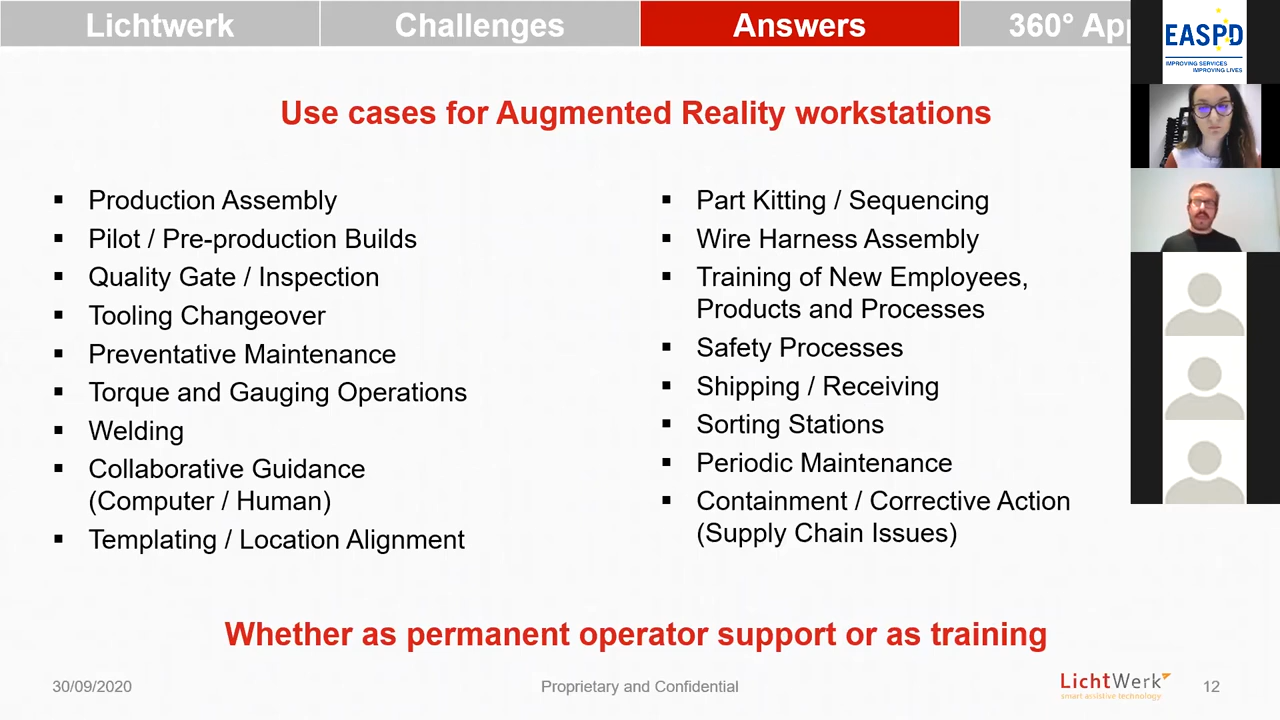 Lichtwerk
Challenges
Answers
360° App
EASPD
IMPROVING SERVICES
IMPROVING LIVES
Use cases for Augmented Reality workstations
▪ Production Assembly
▪ Pilot / Pre-production Builds
▪ Quality Gate / Inspection
▪ Tooling Changeover
▪ Preventative Maintenance
▪ Torque and Gauging Operations
▪ Welding
▪ Collaborative Guidance
(Computer / Human)
▪ Templating / Location Alignment
▪ Part Kitting / Sequencing
▪ Wire Harness Assembly
▪ Training of New Employees,
Products and Processes
▪ Safety Processes
▪ Shipping / Receiving
▪ Sorting Stations
▪ Periodic Maintenance
▪ Containment / Corrective Action
(Supply Chain Issues)
Whether as permanent operator support or as training
30/09/2020
Proprietary and Confidential
LichtWerk
smart assistive technology
12